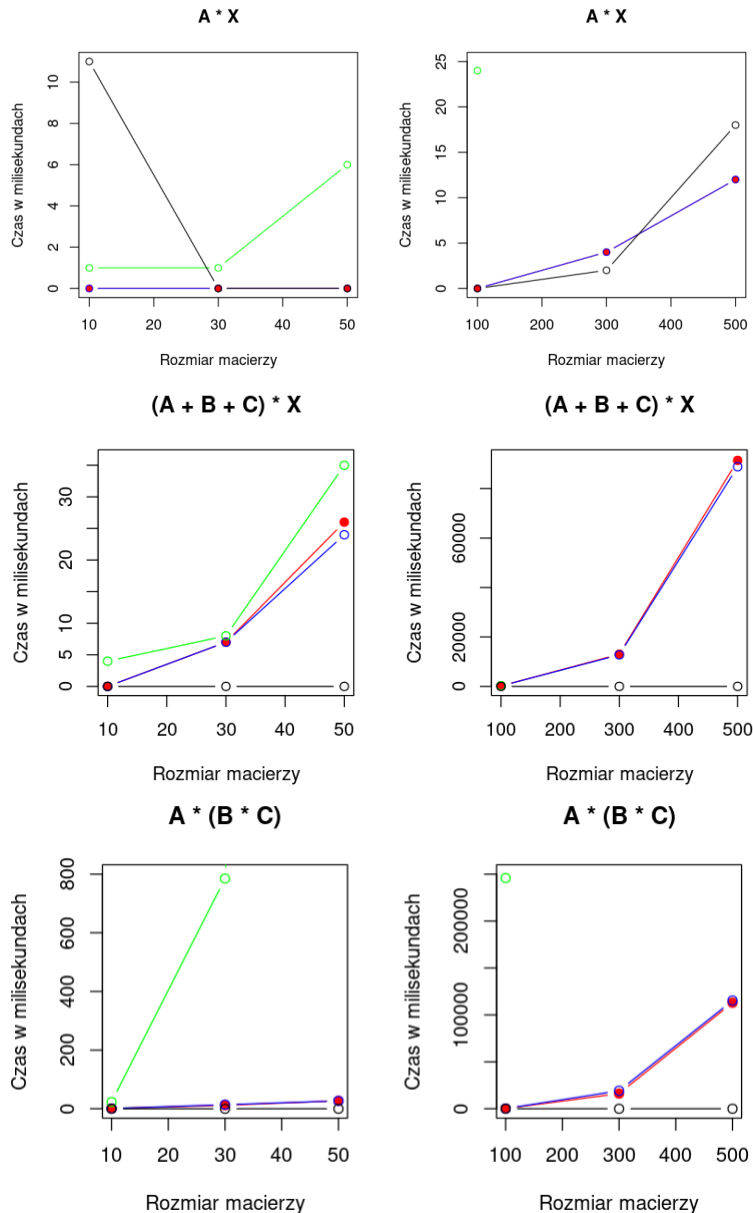 A * X
Czas w milisekundach
0 2 4 6 8 10
10 20 30 40 50
Rozmiar macierzy
A * X
Czas w milisekundach
0 5 10 15 20 25
100 200 300 400 500
Rozmiar macierzy
(A + B + C) * X
Czas w milisekundach
0 5 10 20 30
10 20 30 40 50
Rozmiar macierzy
(A + B + C) * X
Czas w milisekundach
0 20000 60000
100 200 300 400 500
Rozmiar macierzy
A * (B * C)
Czas w milisekundach
0 200 400 600 800
10 20 30 40 50
Rozmiar macierzy
A * (B * C)
Czas w milisekundach
0 100000 200000
100 200 300 400 500
Rozmiar macierzy